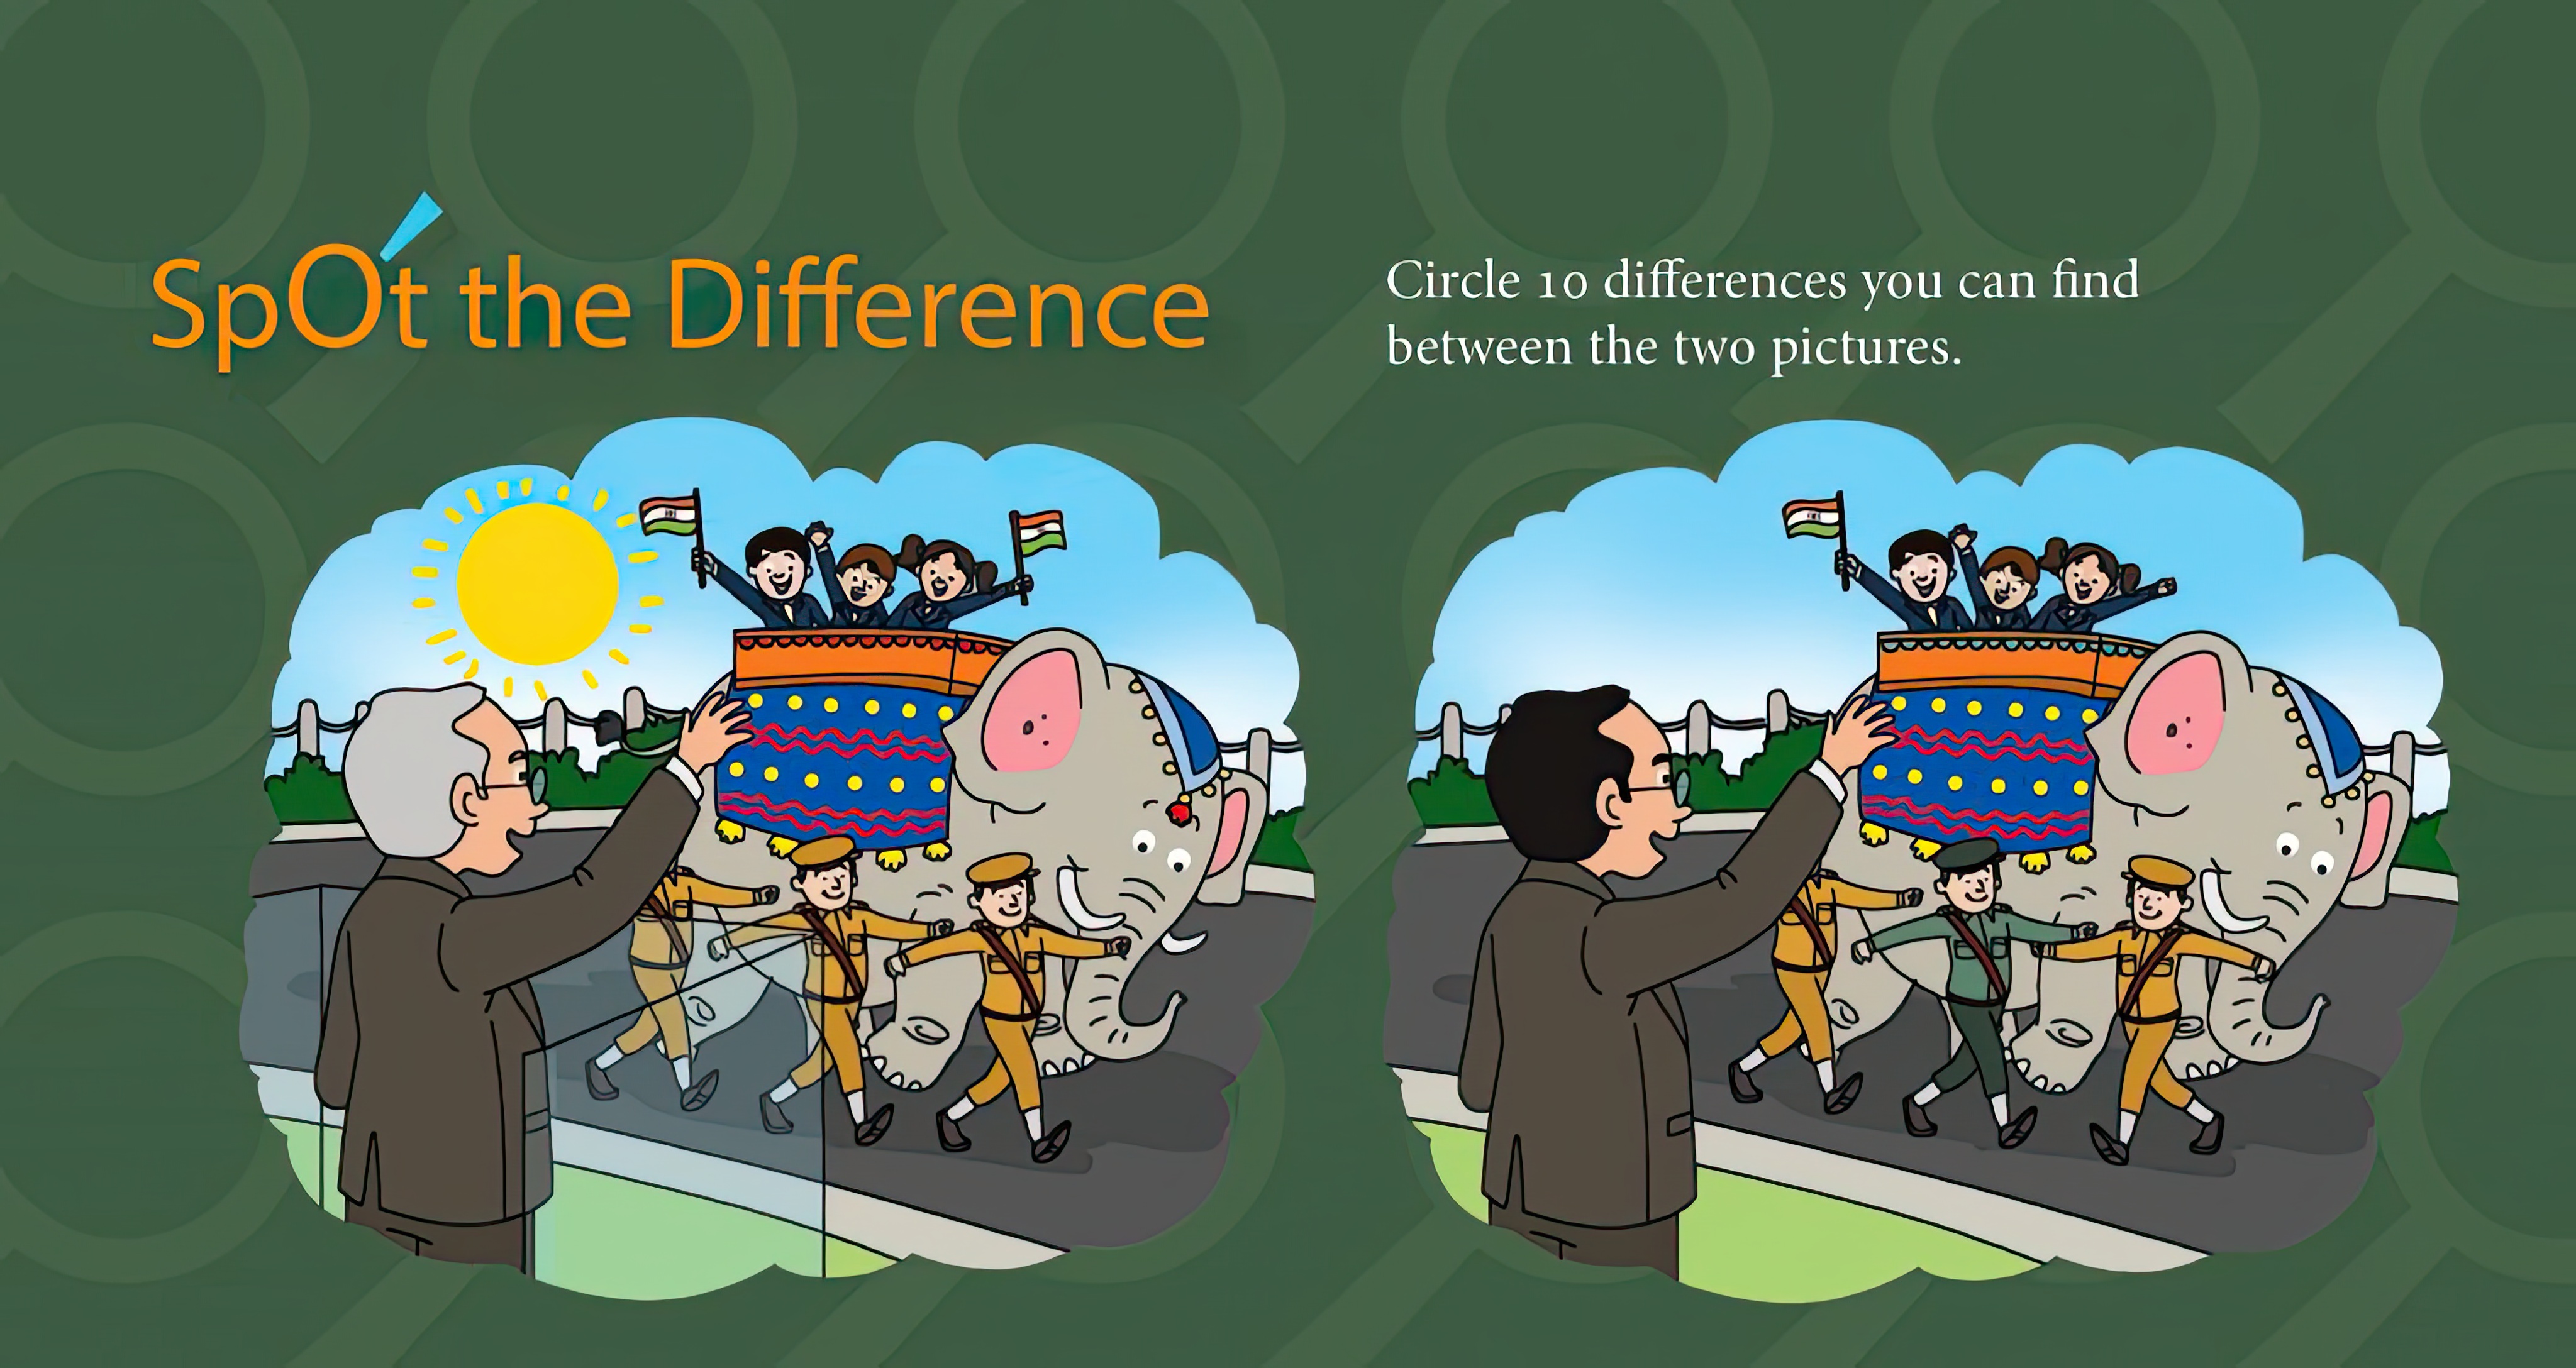 SpOt the Difference
Circle 10 differences you can find
between the two pictures.